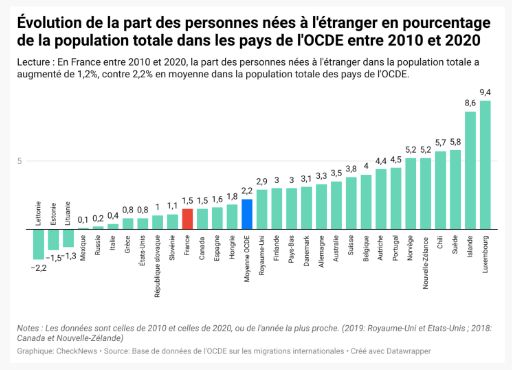 Évolution de la part des personnes nées à l'étranger en pourcentage
de la population totale dans les pays de l'OCDE entre 2010 et 2020
Lecture : En France entre 2010 et 2020, la part des personnes nées à l'étranger dans la population totale a
augmenté de 1,2%, contre 2,2% en moyenne dans la population totale des pays de l'OCDE.
5
−2,2
−1,5
−1,3
0,1
0,2
0,4
0,8
0,8
1
1,1
1,5
1,5
1,6
1,8
2,2
2,9
3
3
3,1
3,3
3,5
3,8
4
4,4
4,5
5,2
5,2
5,7
5,8
8,6
9,4
Lettonie
Estonie
Lituanie
Mexique
Russie
Italie
Grèce
États-Unis
République slovaque
Slovénie
France
Canada
Espagne
Hongrie
Moyenne OCDE
Royaume-Uni
Finlande
Pays-Bas
Danemark
Allemagne
Australie
Suisse
Belgique
Autriche
Portugal
Norvège
Nouvelle-Zélande
Chili
Suède
Islande
Luxembourg
Notes : Les données sont celles de 2010 et celles de 2020, ou de l'année la plus proche. (2019: Royaume-Uni et Etats-Unis ; 2018:
Canada et Nouvelle-Zélande)
Graphique: CheckNews • Source: Base de données de l'OCDE sur les migrations internationales • Créé avec Datawrapper